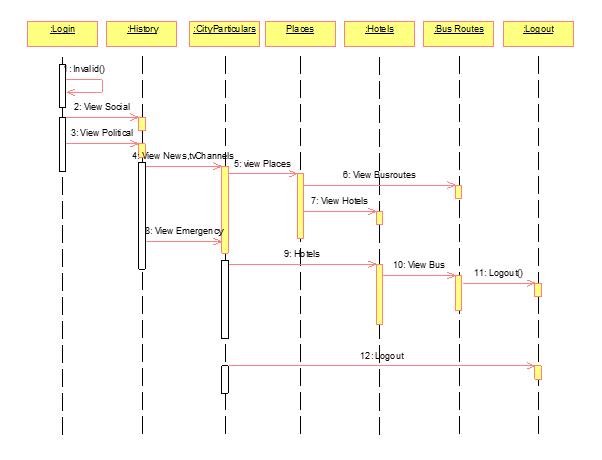 :Login
:History
:CityParticulars
Places
:Hotels
:Bus Routes
:Logout
1: Invalid()
2: View Social
3: View Political
4: View News,tvChannels
5: view Places
6: View Busroutes
7: View Hotels
8: View Emergency
9: Hotels
10: View Bus
11: Logout()
12: Logout